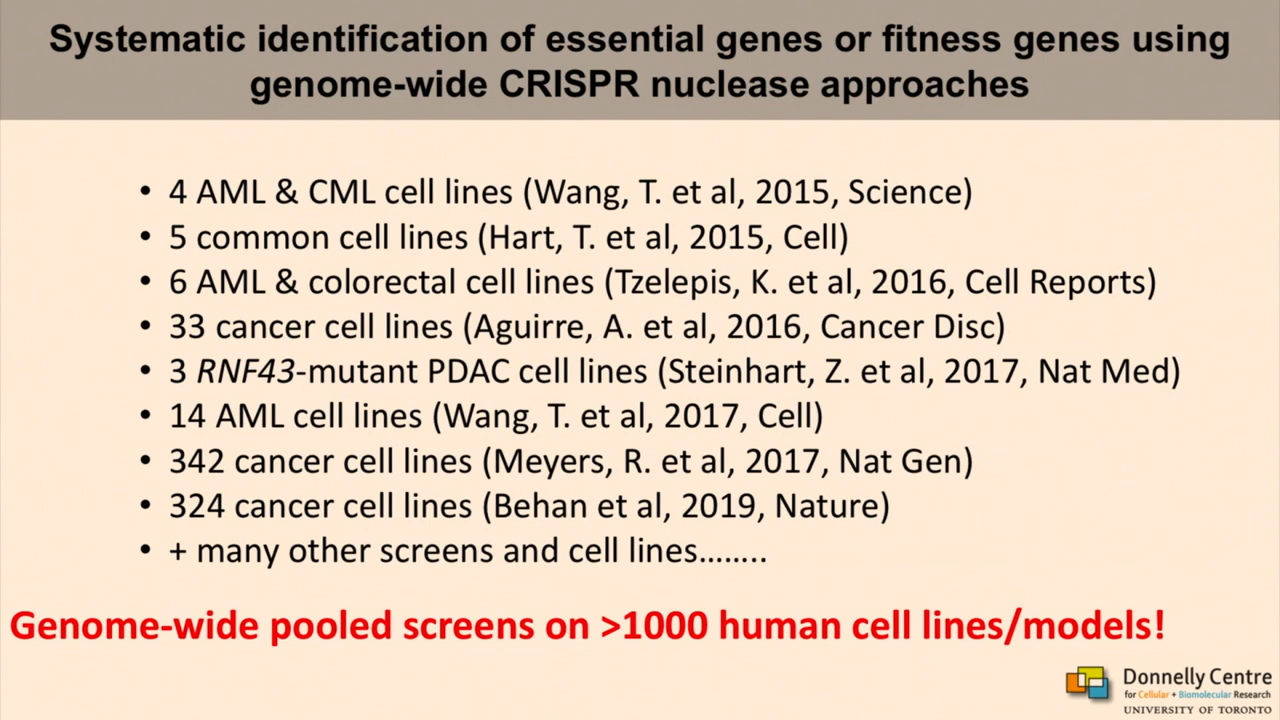 Systematic identification of essential genes or fitness genes using
genome-wide CRISPR nuclease approaches
• 4 AML & CML cell lines (Wang, T. et al, 2015, Science)
• 5 common cell lines (Hart, T. et al, 2015, Cell)
• 6 AML & colorectal cell lines (Tzelepis, K. et al, 2016, Cell Reports)
• 33 cancer cell lines (Aguirre, A. et al, 2016, Cancer Disc)
• 3 RNF43-mutant PDAC cell lines (Steinhart, Z. et al, 2017, Nat Med)
• 14 AML cell lines (Wang, T. et al, 2017, Cell)
• 342 cancer cell lines (Meyers, R. et al, 2017, Nat Gen)
• 324 cancer cell lines (Behan et al, 2019, Nature)
• + many other screens and cell lines........
Genome-wide pooled screens on >1000 human cell lines/models!
Donnelly Centre
for Cellular + Biomolecular Research
UNIVERSITY OF TORONTO